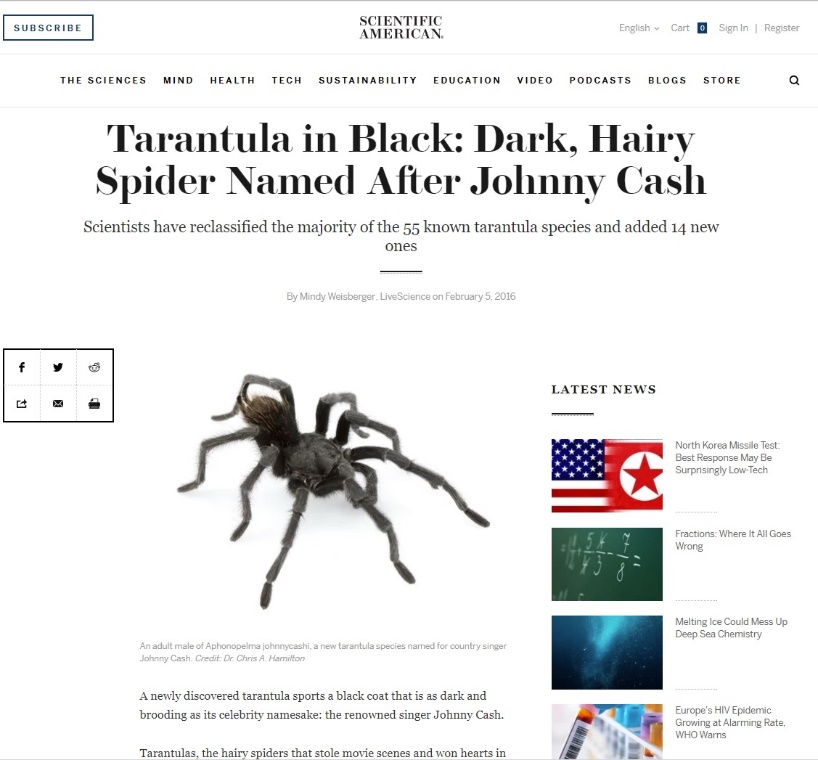 SUBSCRIBE
SCIENTIFIC
AMERICAN
English
Cart 0
Sign In | Register
THE SCIENCES MIND HEALTH TECH SUSTAINABILITY EDUCATION VIDEO PODCASTS BLOGS STORE
Tarantula in Black: Dark, Hairy
Spider Named After Johnny Cash
Scientists have reclassified the majority of the 55 known tarantula species and added 14 new
ones
By Mindy Weisberger, LiveScience on February 5, 2016
An adult male of Aphonopelma johnnycashi, a new tarantula species named for country singer
Johnny Cash. Credit: Dr. Chris A. Hamilton
A newly discovered tarantula sports a black coat that is as dark and
brooding as its celebrity namesake: the renowned singer Johnny Cash.
Tarantulas, the hairy spiders that stole movie scenes and won hearts in
LATEST NEWS
North Korea Missile Test:
Best Response May Be
Surprisingly Low-Tech
Fractions: Where It All Goes
Wrong
Melting Ice Could Mess Up
Deep Sea Chemistry
Europe's HIV Epidemic
Growing at Alarming Rate,
WHO Warns